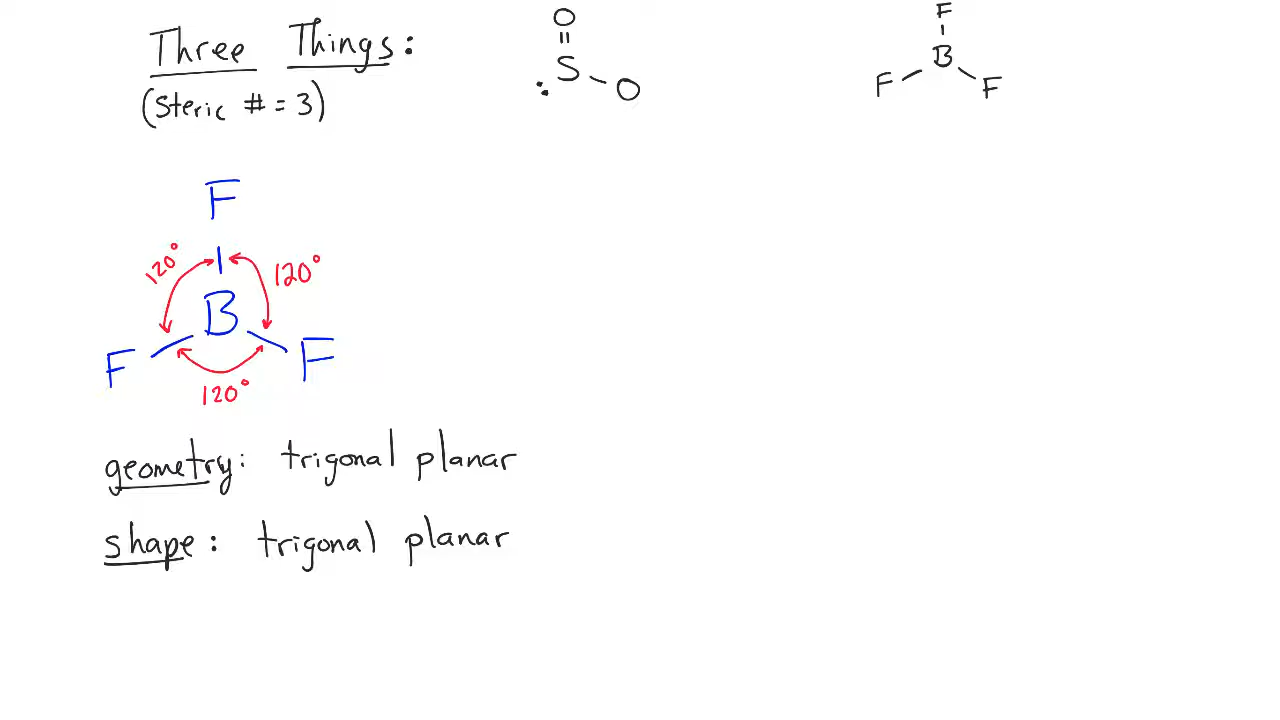 Three Things:
(Steric # = 3)
O
S
O
F
B
F
F
F
120°
120°
B
F
F
120°
geometry: trigonal planar
shape: trigonal planar